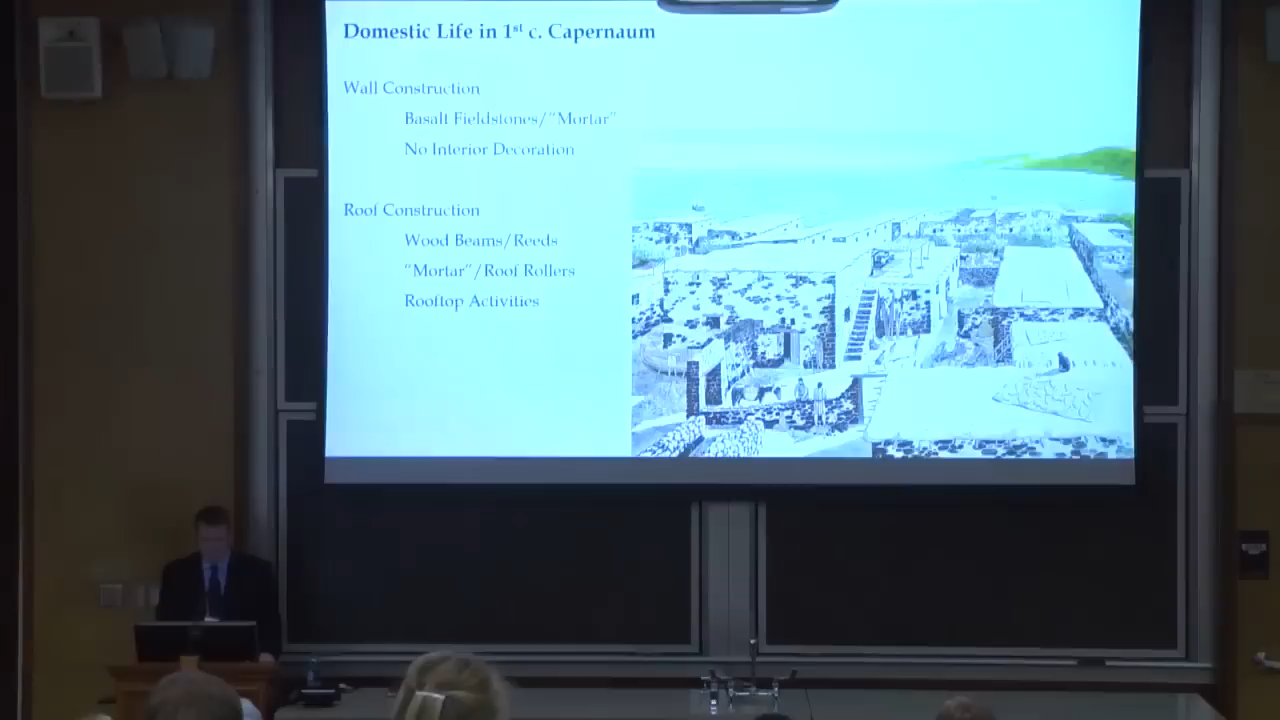 Domestic Life in 1st c. Capernaum
Wall Construction
Basalt Fieldstones/"Mortar"
No Interior Decoration
Roof Construction
Wood Beams/Reeds
"Mortar"/Roof Rollers
Rooftop Activities